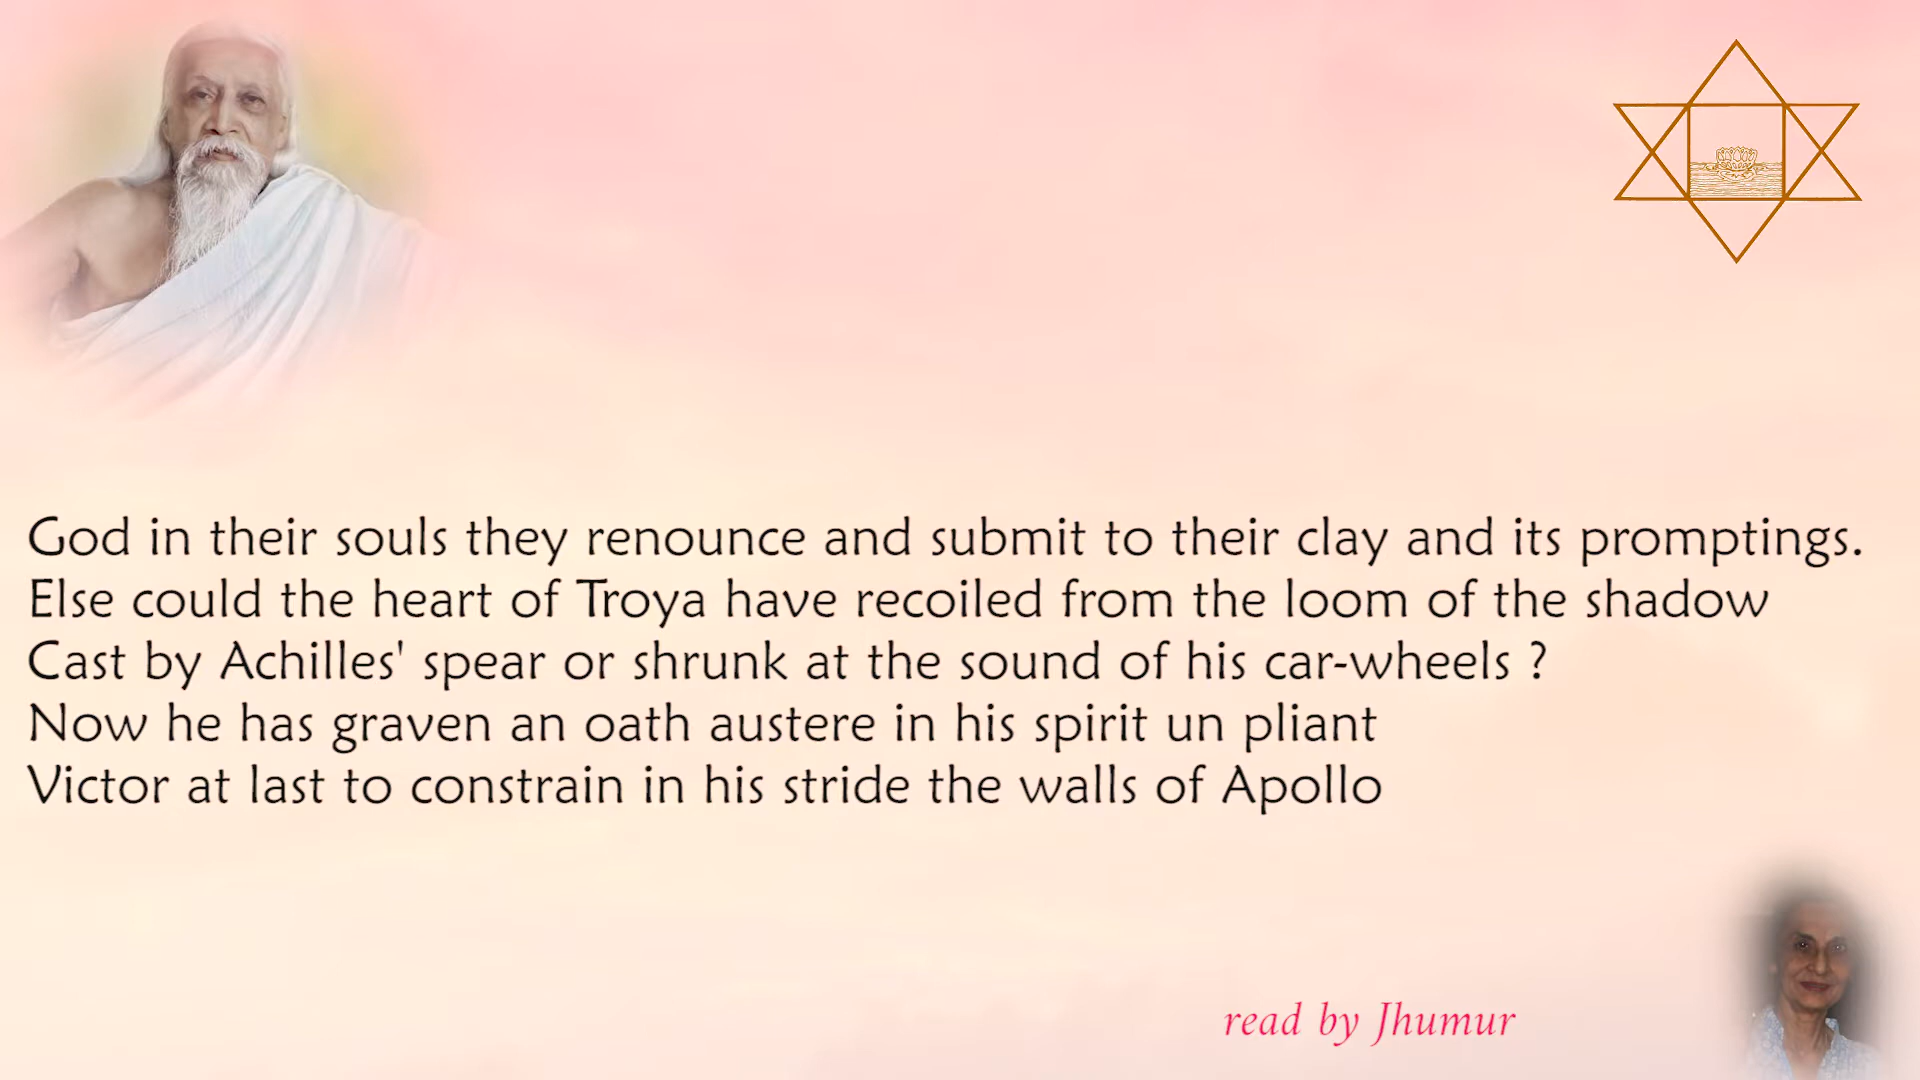 God in their souls they renounce and submit to their clay and its promptings.
Else could the heart of Troya have recoiled from the loom of the shadow
Cast by Achilles' spear or shrunk at the sound of his car-wheels ?
Now he has graven an oath austere in his spirit un pliant
Victor at last to constrain in his stride the walls of Apollo
read by Jhumur